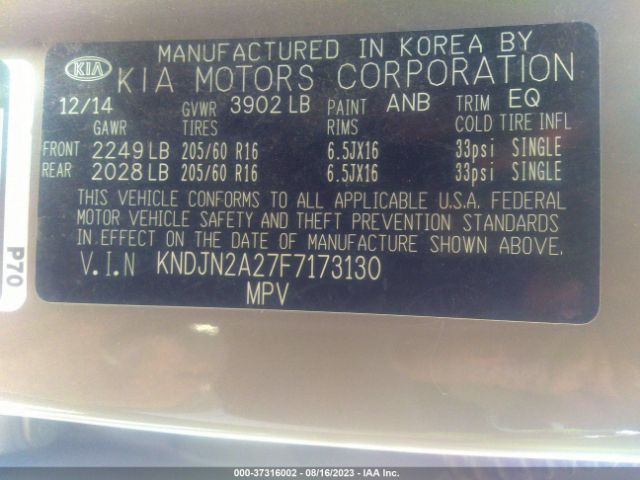 KIA
MANUFACTURED IN KOREA BY
KIA MOTORS CORPORATION
12/14 GVWR 3902 LB PAINT ANB TRIM EQ
GAWR TIRES RIMS COLD TIRE INFL
FRONT 2249 LB 205/60 R16 6.5JX16 33psi SINGLE
REAR 2028 LB 205/60 R16 6.5JX16 33psi SINGLE
THIS VEHICLE CONFORMS TO ALL APPLICABLE U.S.A. FEDERAL
MOTOR VEHICLE SAFETY AND THEFT PREVENTION STANDARDS
IN EFFECT ON THE DATE OF MANUFACTURE SHOWN ABOVE.
V.I.N KNDJN2A27F7173130
MPV
P70
000-37316002 - 08/16/2023 - IAA Inc.